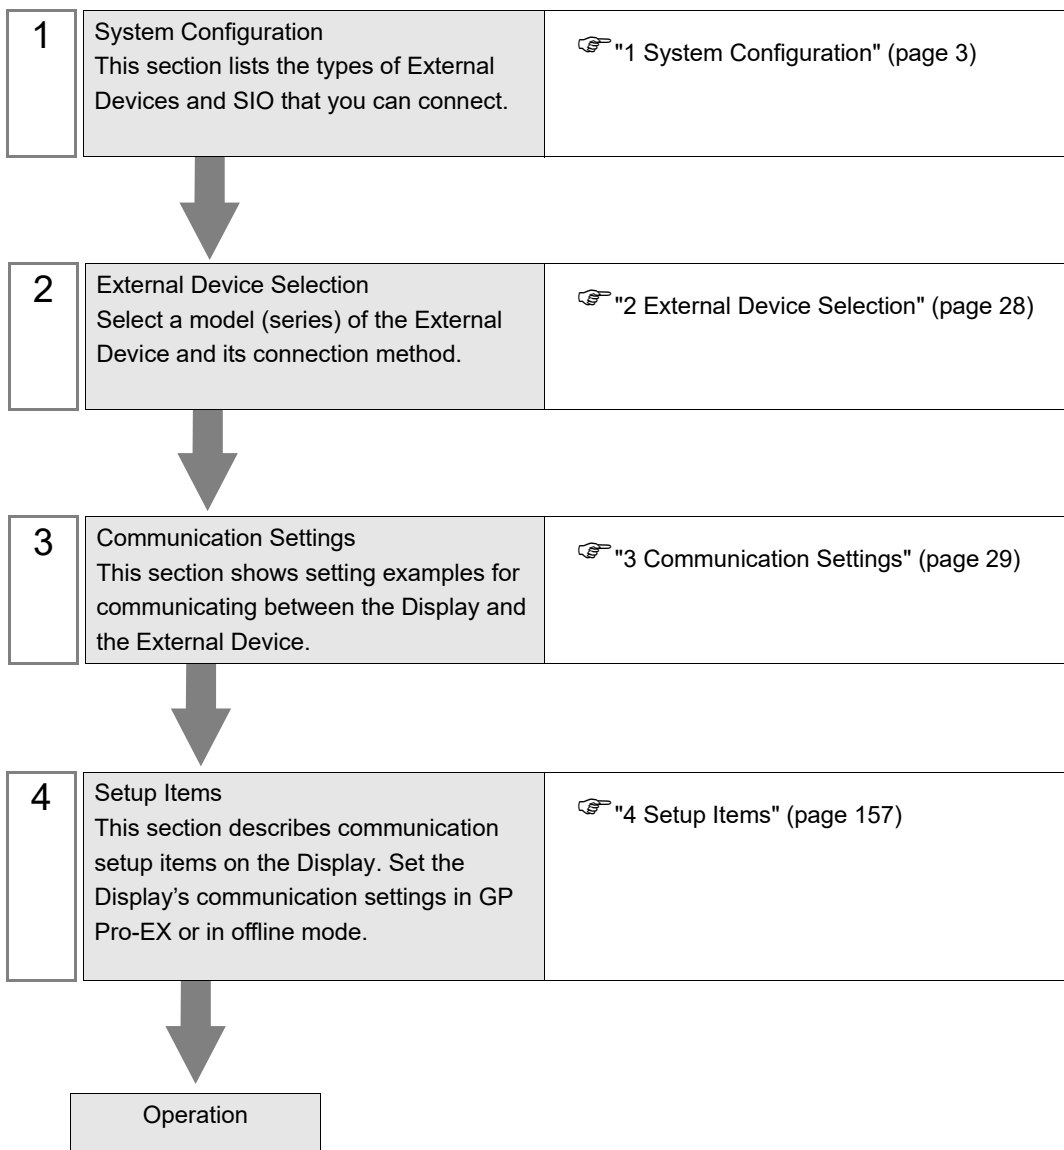 1
System Configuration
This section lists the types of External
Devices and SIO that you can connect.
"1 System Configuration" (page 3)
2
External Device Selection
Select a model (series) of the External
Device and its connection method.
"2 External Device Selection" (page 28)
3
Communication Settings
This section shows setting examples for
communicating between the Display and
the External Device.
"3 Communication Settings" (page 29)
4
Setup Items
This section describes communication
setup items on the Display. Set the
Display’s communication settings in GP
Pro-EX or in offline mode.
"4 Setup Items" (page 157)
Operation